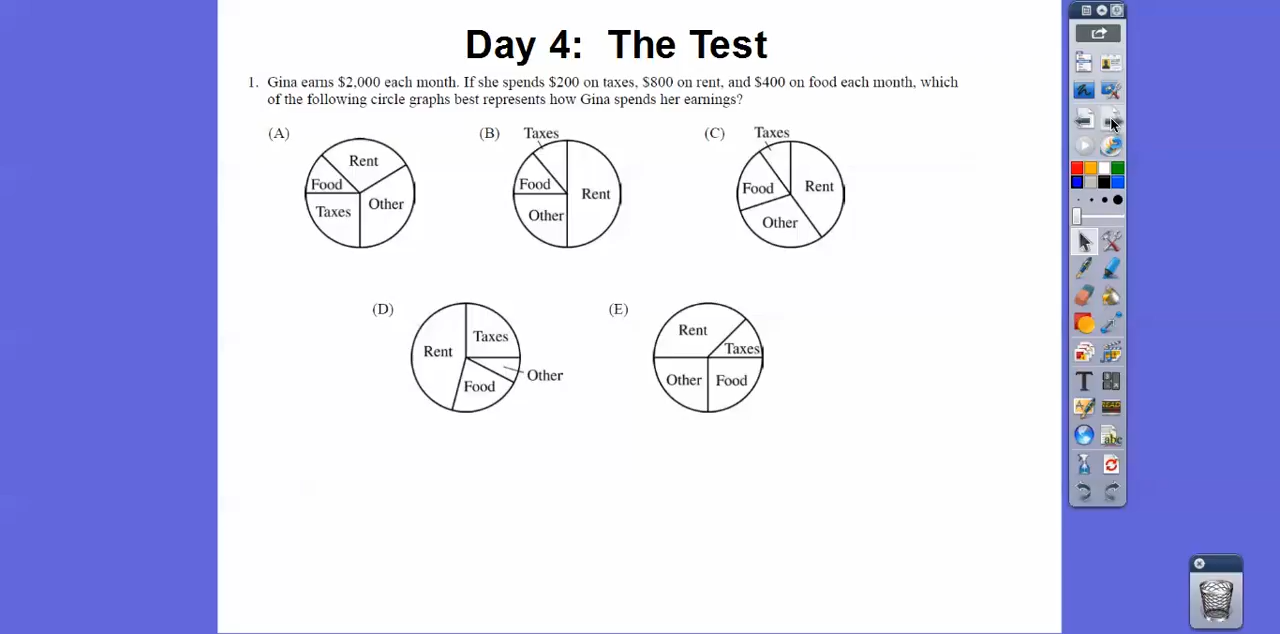 Day 4: The Test
1. Gina earns $2,000 each month. If she spends $200 on taxes, $800 on rent, and $400 on food each month, which
of the following circle graphs best represents how Gina spends her earnings?
(A)
Rent
Food
Taxes
Other
(B)
Taxes
Food
Rent
Other
(C)
Taxes
Food
Rent
Other
(D)
Rent
Taxes
Other
Food
(E)
Rent
Taxes
Other
Food